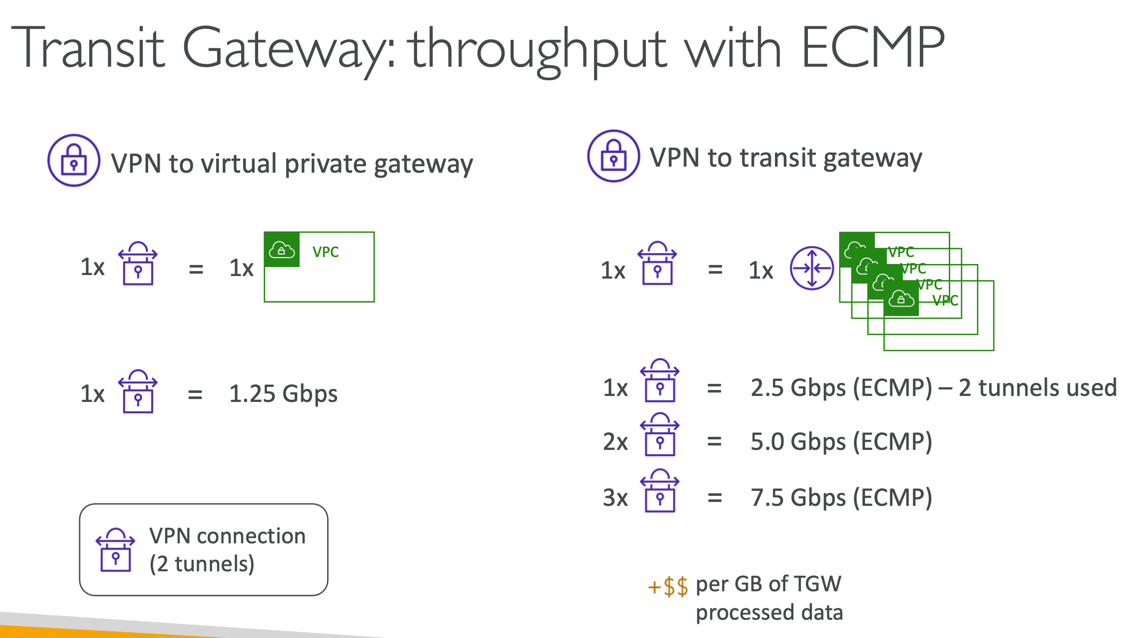 Transit Gateway: throughput with ECMP
VPN to virtual private gateway
1x = 1x VPC
1x = 1.25 Gbps
VPN connection
(2 tunnels)
VPN to transit gateway
1x = 1x VPC
VPC
VPC
VPC
1x = 2.5 Gbps (ECMP) – 2 tunnels used
2x = 5.0 Gbps (ECMP)
3x = 7.5 Gbps (ECMP)
+$$ per GB of TGW
processed data